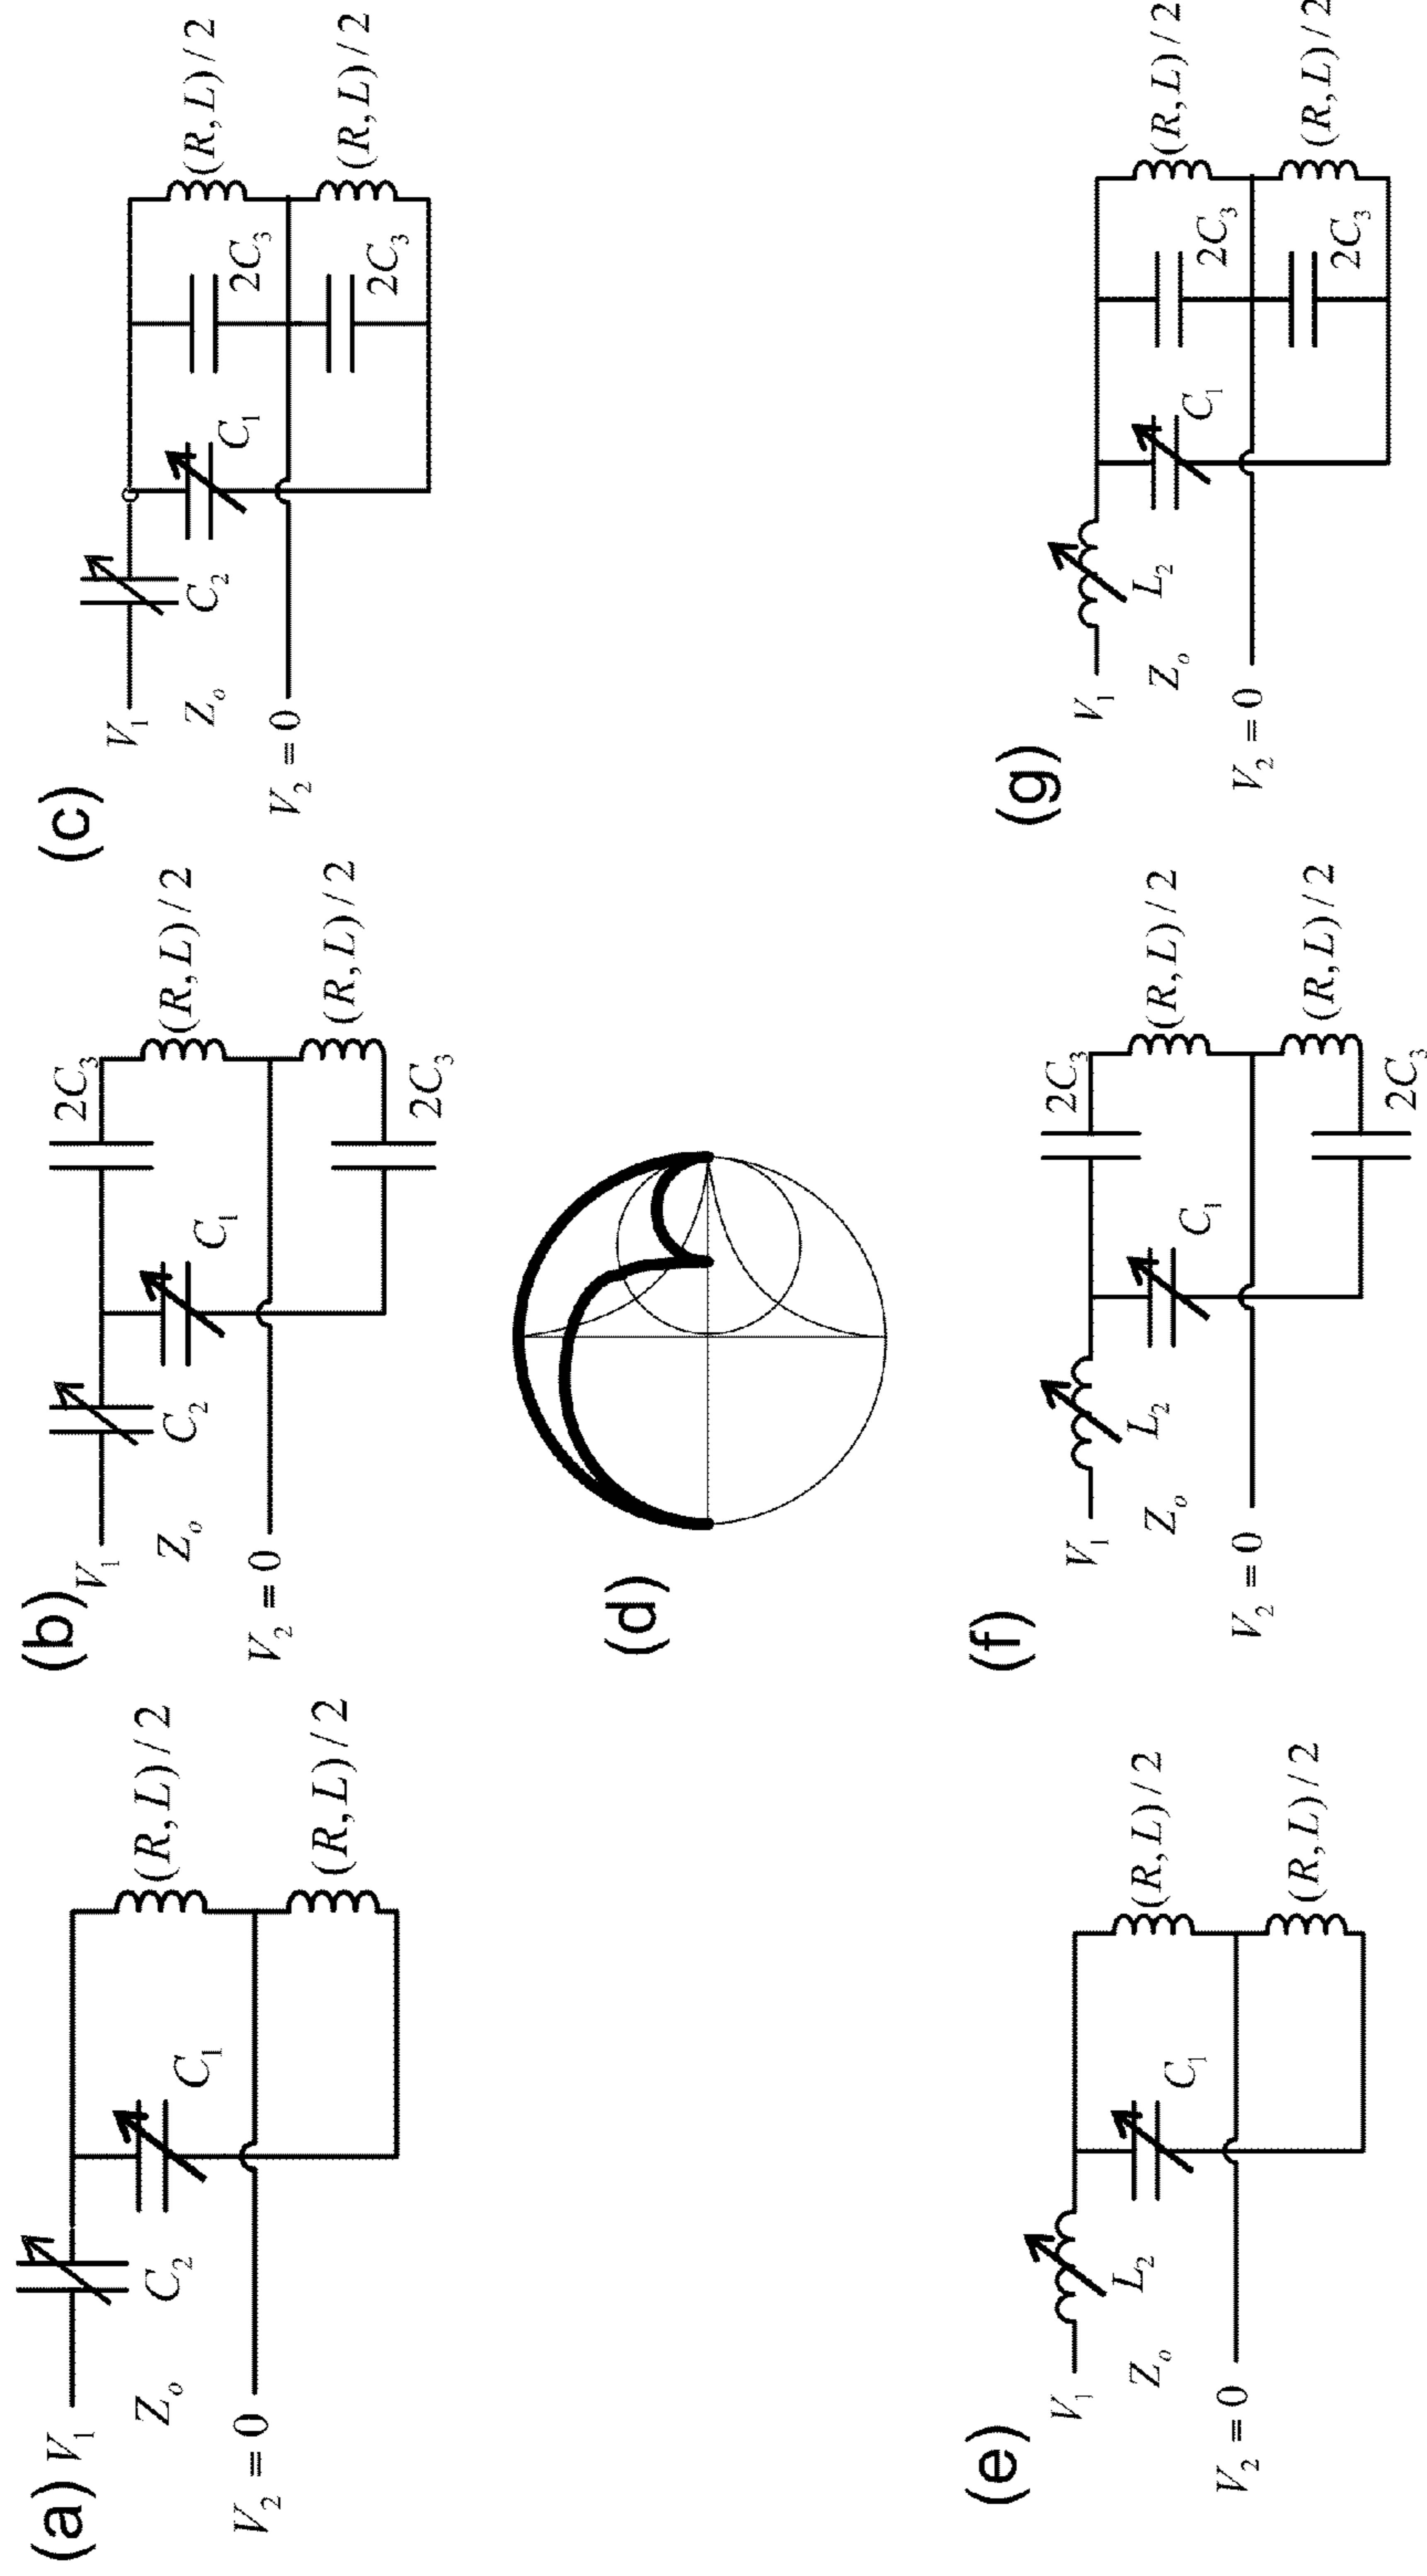 (a)
V₁
C₂
C₁
(R, L) / 2
(R, L) / 2
Zₒ
V₂ = 0
(b)
V₁
C₂
C₁
2C₃
(R, L) / 2
(R, L) / 2
2C₃
Zₒ
V₂ = 0
(c)
V₁
C₂
C₁
2C₃
2C₃
(R, L) / 2
(R, L) / 2
Zₒ
V₂ = 0
(d)
(e)
V₁
L₂
C₁
(R, L) / 2
(R, L) / 2
Zₒ
V₂ = 0
(f)
V₁
L₂
C₁
2C₃
(R, L) / 2
(R, L) / 2
2C₃
Zₒ
V₂ = 0
(g)
V₁
L₂
C₁
2C₃
2C₃
(R, L) / 2
(R, L) / 2
Zₒ
V₂ = 0